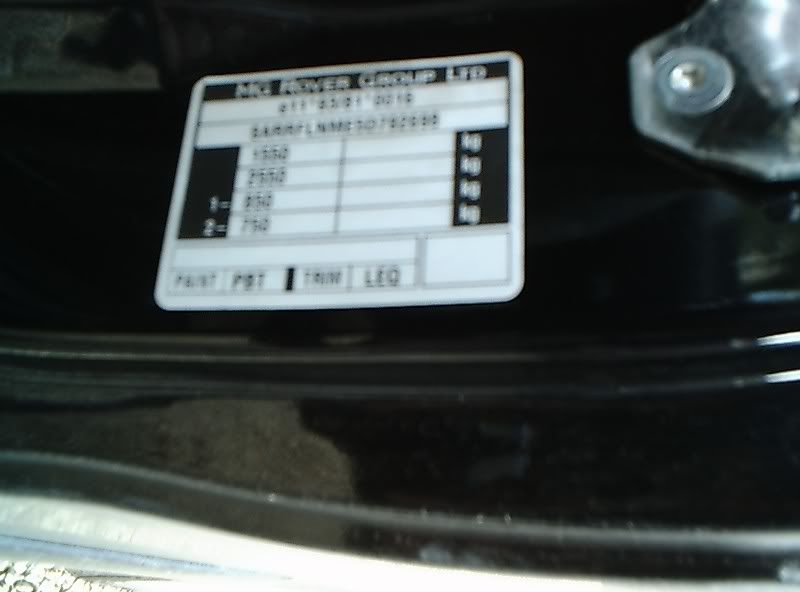 MG ROVER GROUP LTD
1550 kg
2550 kg
1 - 850 kg
2 - 750 kg
PAINT PBT TRIM LEQ